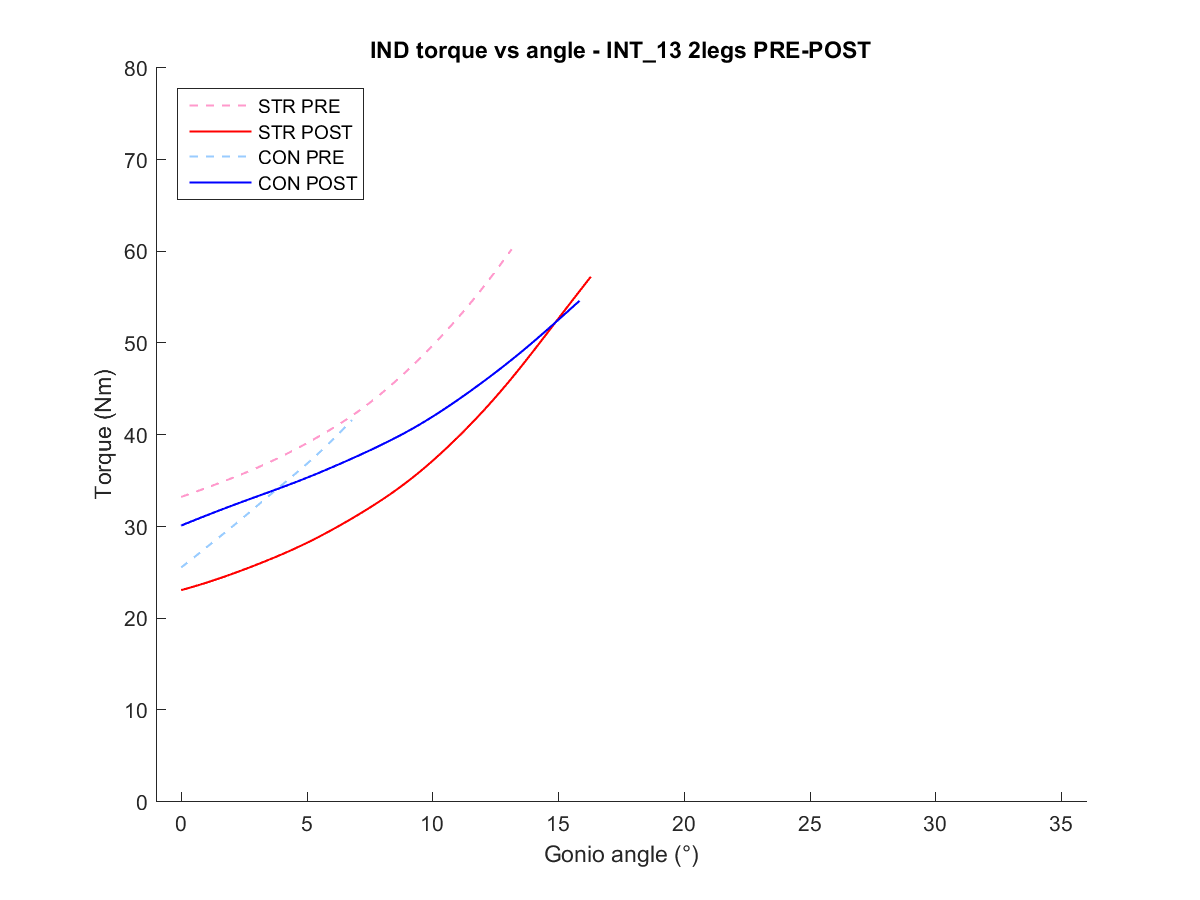 IND torque vs angle - INT_13 2legs PRE-POST
STR PRE
STR POST
CON PRE
CON POST
Torque (Nm)
80
70
60
50
40
30
20
10
0
0 5 10 15 20 25 30 35
Gonio angle (°)